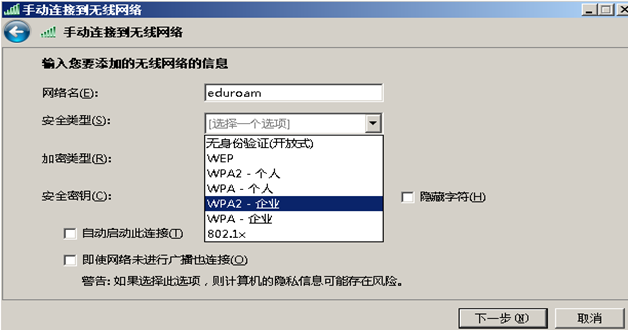 手动连接到无线网络
手动连接到无线网络
输入您要添加的无线网络的信息
网络名(E):
eduroam
安全类型(S):
[选择一个选项]
无身份验证(开放式)
WEP
加密类型(R):
WPA2 - 个人
WPA - 个人
安全密钥(C):
WPA2 - 企业
隐藏字符(H)
WPA - 企业
802.1x
自动启动此连接(T)
即使网络未进行广播也连接(O)
警告: 如果选择此选项，则计算机的隐私信息可能存在风险。
下一步(N)
取消